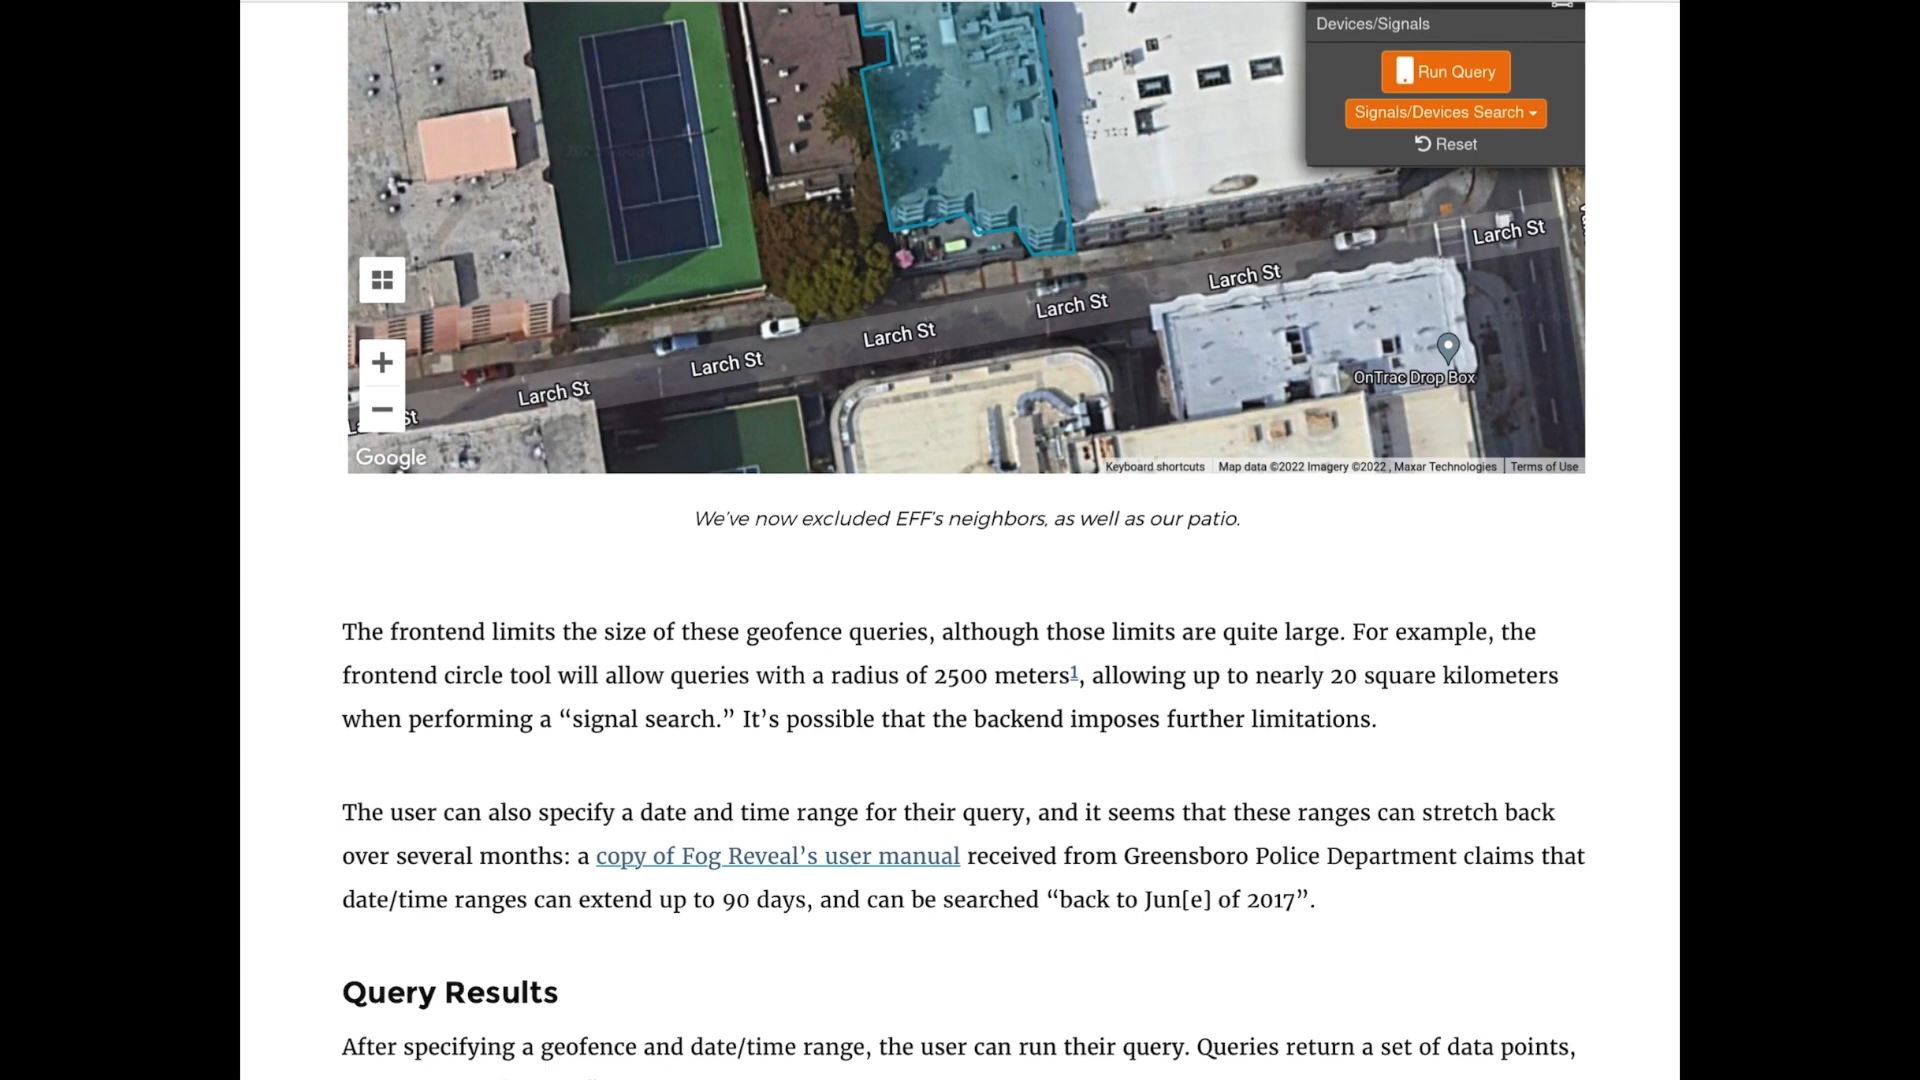 Devices/Signals
Run Query
Signals/Devices Search
Reset
Larch St
Larch St
Larch St
Larch St
Larch St
OnTrac Drop Box
St
Google
Keyboard shortcuts Map data ©2022 Imagery ©2022 , Maxar Technologies Terms of Use
We've now excluded EFF's neighbors, as well as our patio.
The frontend limits the size of these geofence queries, although those limits are quite large. For example, the
frontend circle tool will allow queries with a radius of 2500 meters1, allowing up to nearly 20 square kilometers
when performing a “signal search.” It’s possible that the backend imposes further limitations.
The user can also specify a date and time range for their query, and it seems that these ranges can stretch back
over several months: a copy of Fog Reveal’s user manual received from Greensboro Police Department claims that
date/time ranges can extend up to 90 days, and can be searched “back to Jun[e] of 2017”.
Query Results
After specifying a geofence and date/time range, the user can run their query. Queries return a set of data points,